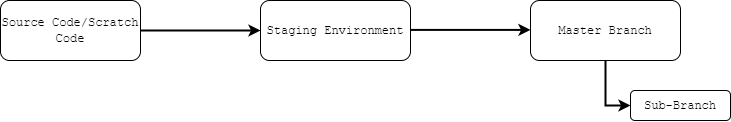 Source Code/Scratch
Code
Staging Environment
Master Branch
Sub-Branch